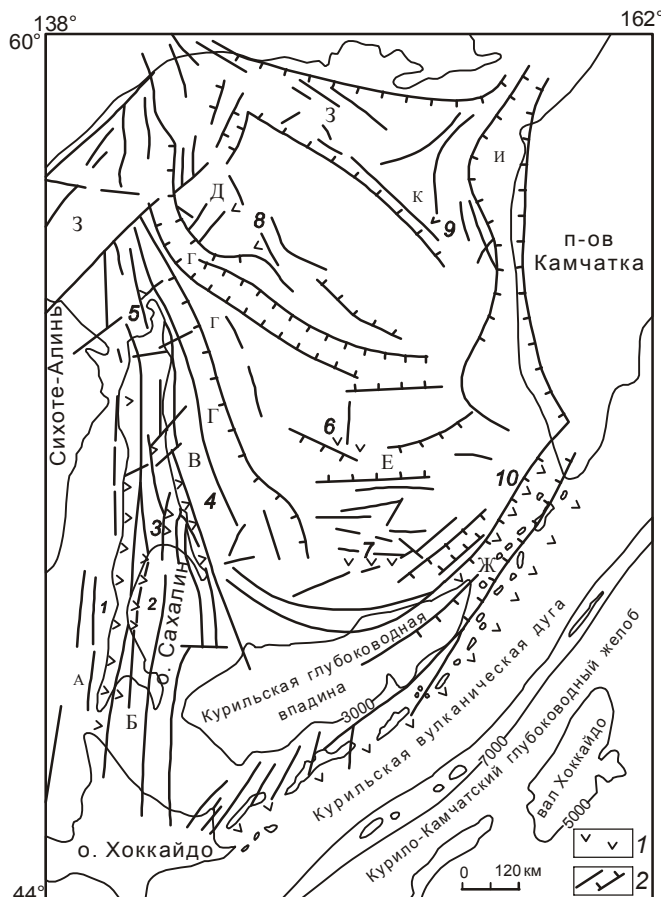 138°
162°
60°
З
И
К
Д
8
9
З
п-ов
Камчатка
Г
5
Г
Сихоте-Алинь
6
Г
Е
В
10
4
3
7
Ж
о. Сахалин
1
2
А
Курильская глубоководная
впадина
Б
3000
Курильская вулканическая дуга
7000
Курило-Камчатский глубоководный желоб
вал Хоккайдо
5000
о. Хоккайдо
1
0 120 км
2
44°